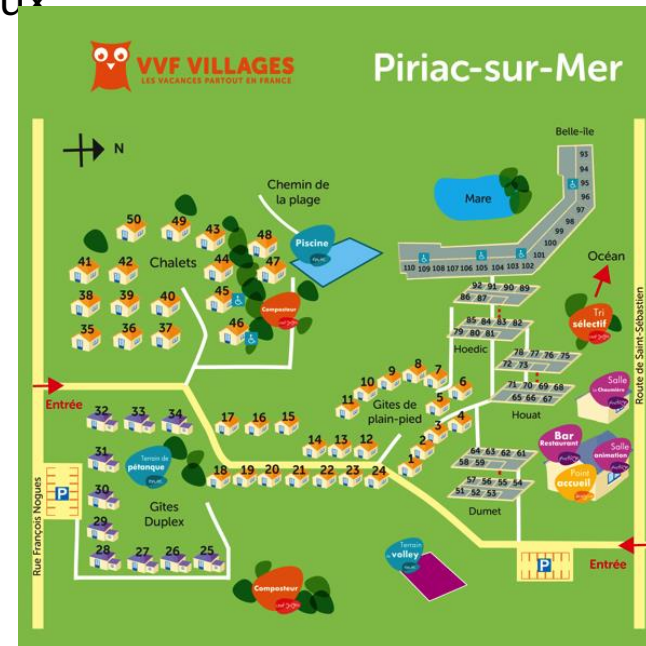 ux
VVF VILLAGES
LES VACANCES PARTOUT EN FRANCE
Piriac-sur-Mer
N
Belle-île
93
94
95
96
97
98
99
100
101
110 109 108 107 106 105 104 103 102
Chemin de
la plage
Mare
Piscine
Océan
50
49
43
48
41
42
Chalets
44
47
38
39
40
45
46
35
36
37
Composteur
92 91 90 89
86 87
85 84 83 82
79 80 81
Hoedic
78 77 76 75
72 73
71 70 69 68
65 66 67
Houat
Tri
sélectif
Route de Saint-Sébastien
Salle
La Chaumière
Bar
Restaurant
Salle
animation
Point
accueil
Entrée
32
33
34
17
16
15
11
10
9
8
7
6
5
4
3
2
1
Gites de
plain-pied
14
13
12
31
Terrain de
pétanque
18
19
20
21
22
23
24
64 63 62 61
58 59
57 56 55 54
51 52 53
Dumet
P
30
Gîtes
Duplex
29
28
27
26
25
Rue François Nogues
Composteur
Terrain
de volley
P
Entrée